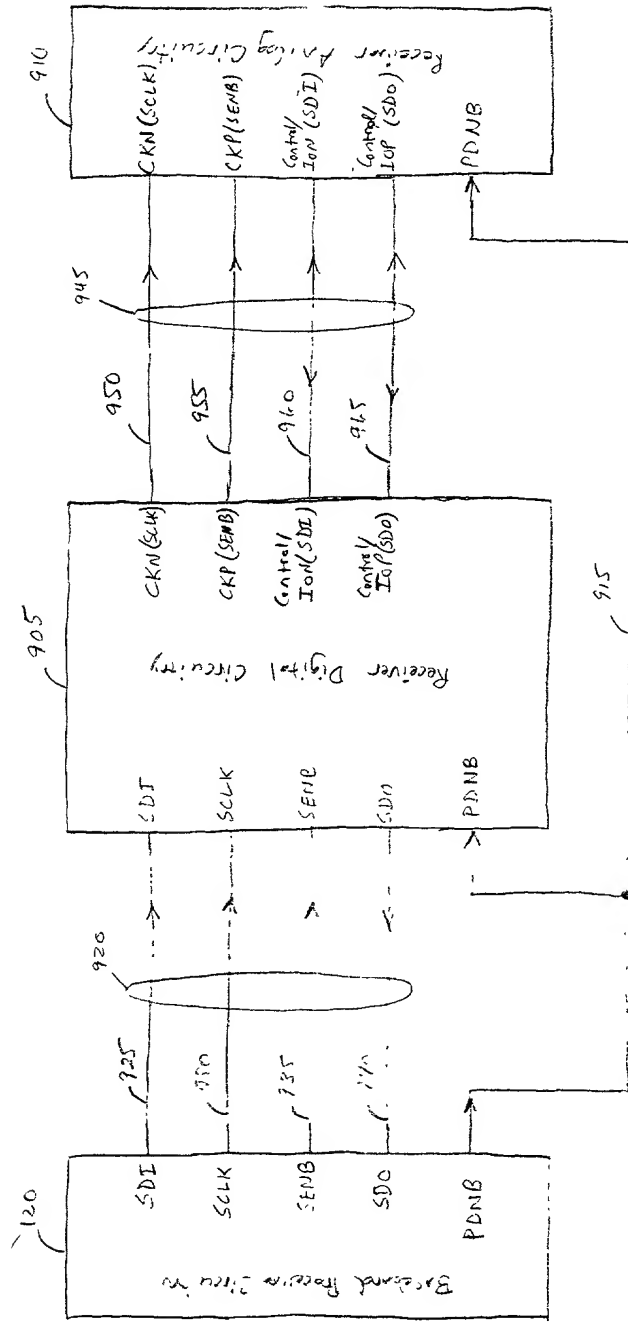 120
SDI
SCLK
SENB
SDO
PDNB
925
935
920
905
SDI
SCLK
SENB
SDO
PDNB
Receiver Digital Circuitry
CKN(SCLK)
CKP(SENB)
Control/
ION(SDI)
Control/
IOP(SDO)
915
950
955
960
965
945
910
CKN(SCLK)
CKP(SENB)
Control/
ION(SDI)
Control/
IOP(SDO)
PDNB
Receiver
Analog Circuitry